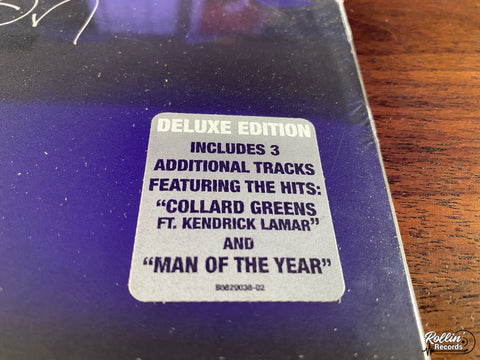 DELUXE EDITION
INCLUDES 3
ADDITIONAL TRACKS
FEATURING THE HITS:
“COLLARD GREENS
FT. KENDRICK LAMAR”
AND
“MAN OF THE YEAR”
B0029036-02
Rollin'
Records